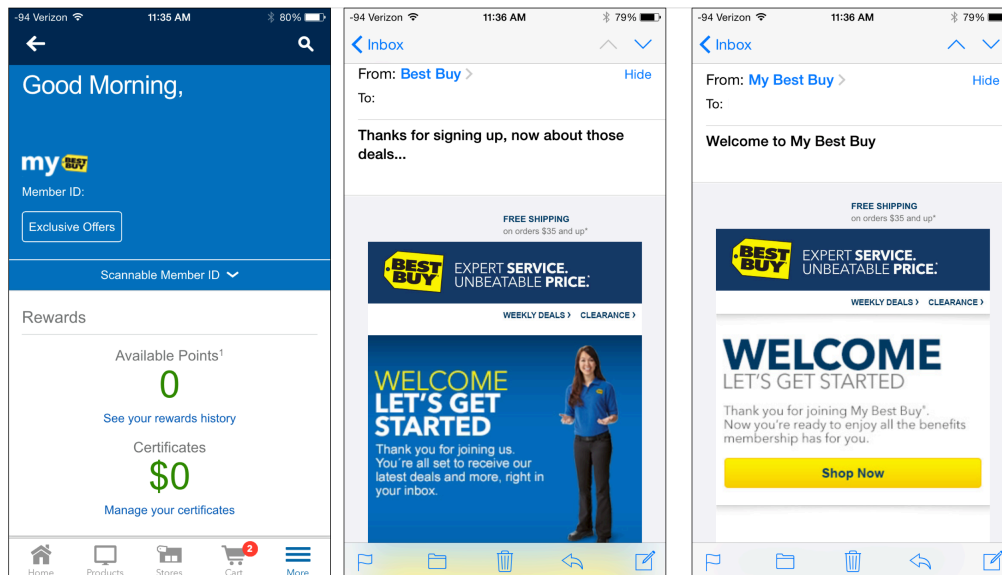 -94 Verizon 11:35 AM 80%
Good Morning,
my BEST BUY
Member ID:
Exclusive Offers
Scannable Member ID
Rewards
Available Points1
0
See your rewards history
Certificates
$0
Manage your certificates
Home Products Stores Cart 2 More
-94 Verizon 11:36 AM 79%
Inbox
From: Best Buy Hide
To:
Thanks for signing up, now about those
deals...
FREE SHIPPING
on orders $35 and up*
BEST BUY
EXPERT SERVICE.
UNBEATABLE PRICE.*
WEEKLY DEALS › CLEARANCE ›
WELCOME
LET'S GET
STARTED
Thank you for joining us.
You're all set to receive our
latest deals and more, right in
your inbox.
-94 Verizon 11:36 AM 79%
Inbox
From: My Best Buy Hide
To:
Welcome to My Best Buy
FREE SHIPPING
on orders $35 and up*
BEST BUY
EXPERT SERVICE.
UNBEATABLE PRICE.*
WEEKLY DEALS › CLEARANCE ›
WELCOME
LET'S GET STARTED
Thank you for joining My Best Buy*.
Now you're ready to enjoy all the benefits
membership has for you.
Shop Now